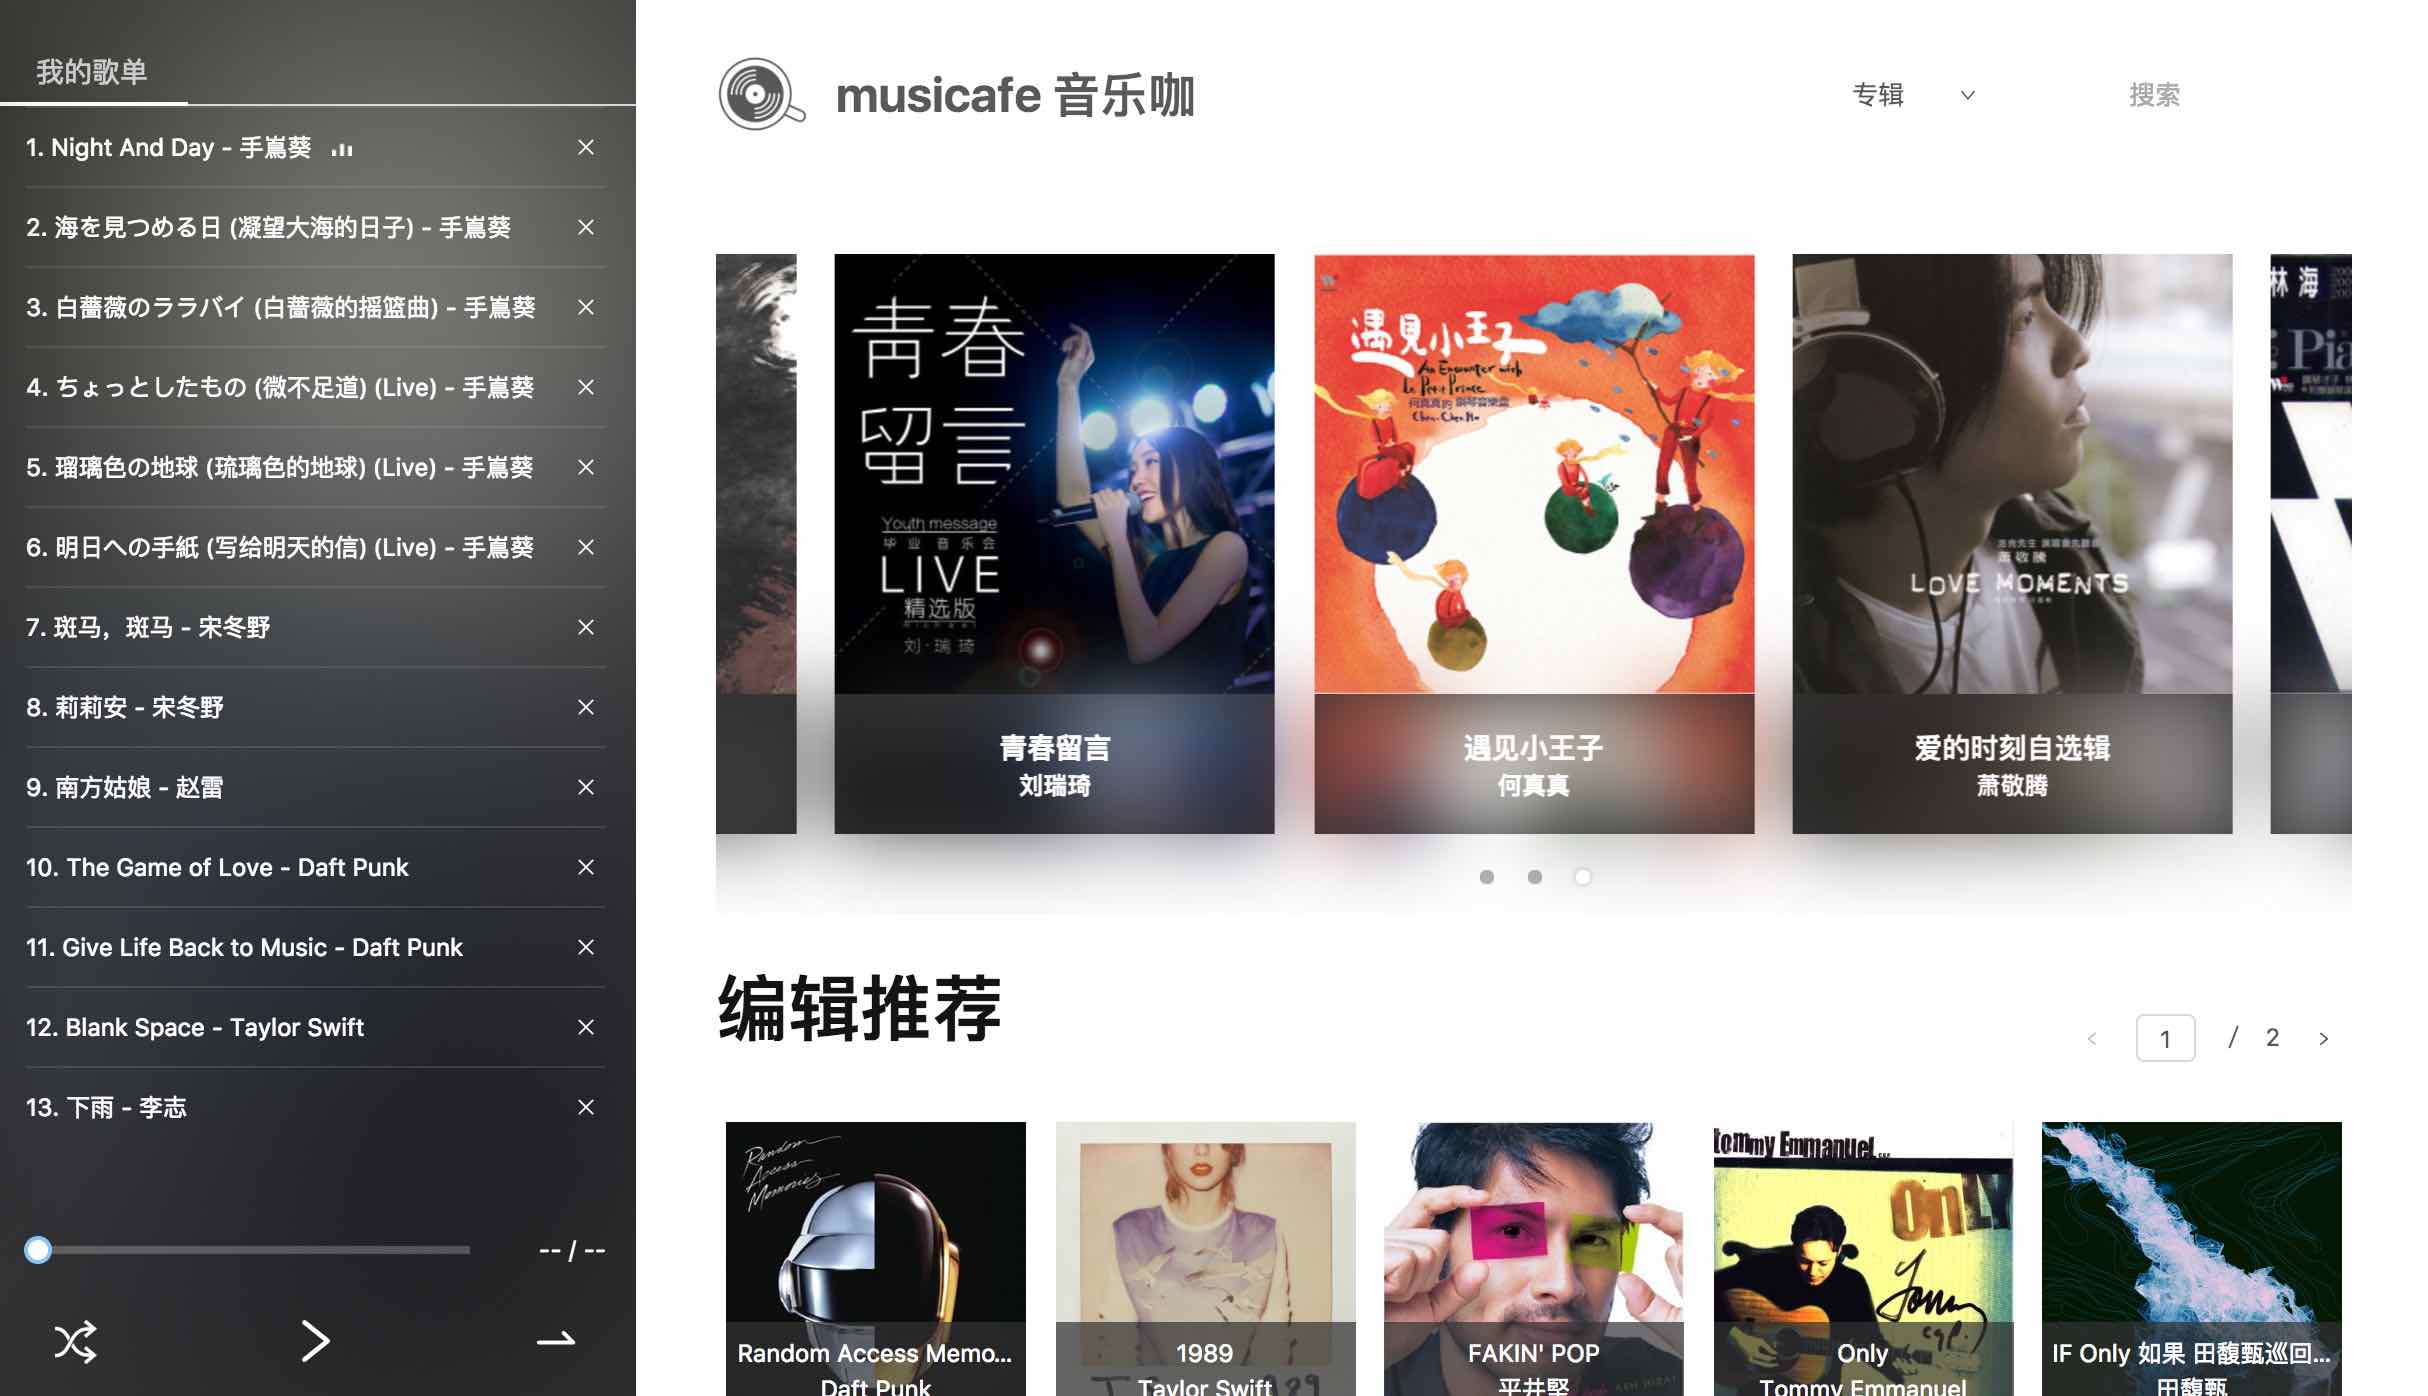 我的歌单
1. Night And Day - 手嶌葵
2. 海を見つめる日 (凝望大海的日子) - 手嶌葵
3. 白薔薇のララバイ (白蔷薇的摇篮曲) - 手嶌葵
4. ちょっとしたもの (微不足道) (Live) - 手嶌葵
5. 瑠璃色の地球 (琉璃色的地球) (Live) - 手嶌葵
6. 明日への手紙 (写给明天的信) (Live) - 手嶌葵
7. 斑马，斑马 - 宋冬野
8. 莉莉安 - 宋冬野
9. 南方姑娘 - 赵雷
10. The Game of Love - Daft Punk
11. Give Life Back to Music - Daft Punk
12. Blank Space - Taylor Swift
13. 下雨 - 李志
-- / --
musicafe 音乐咖
专辑
搜索
青春
留言
Youth message
毕业音乐会
LIVE
精选版
刘·瑞琦
青春留言
刘瑞琦
遇見小王子
An Encounter with
Le Petit Prince
何真真的 鋼琴音樂盒
Chen-Chen Ho
遇见小王子
何真真
蕭敬騰
LOVE MOMENTS
爱的时刻自选辑
萧敬腾
林海
Pia
编辑推荐
1 / 2
Random
Access
Memories
Random Access Memo...
Daft Punk
1989
Taylor Swift
FAKIN' POP
平井堅
tommy Emmanuel...
Only
Only
Tommy Emmanuel
IF Only 如果 田馥甄巡回...
田馥甄